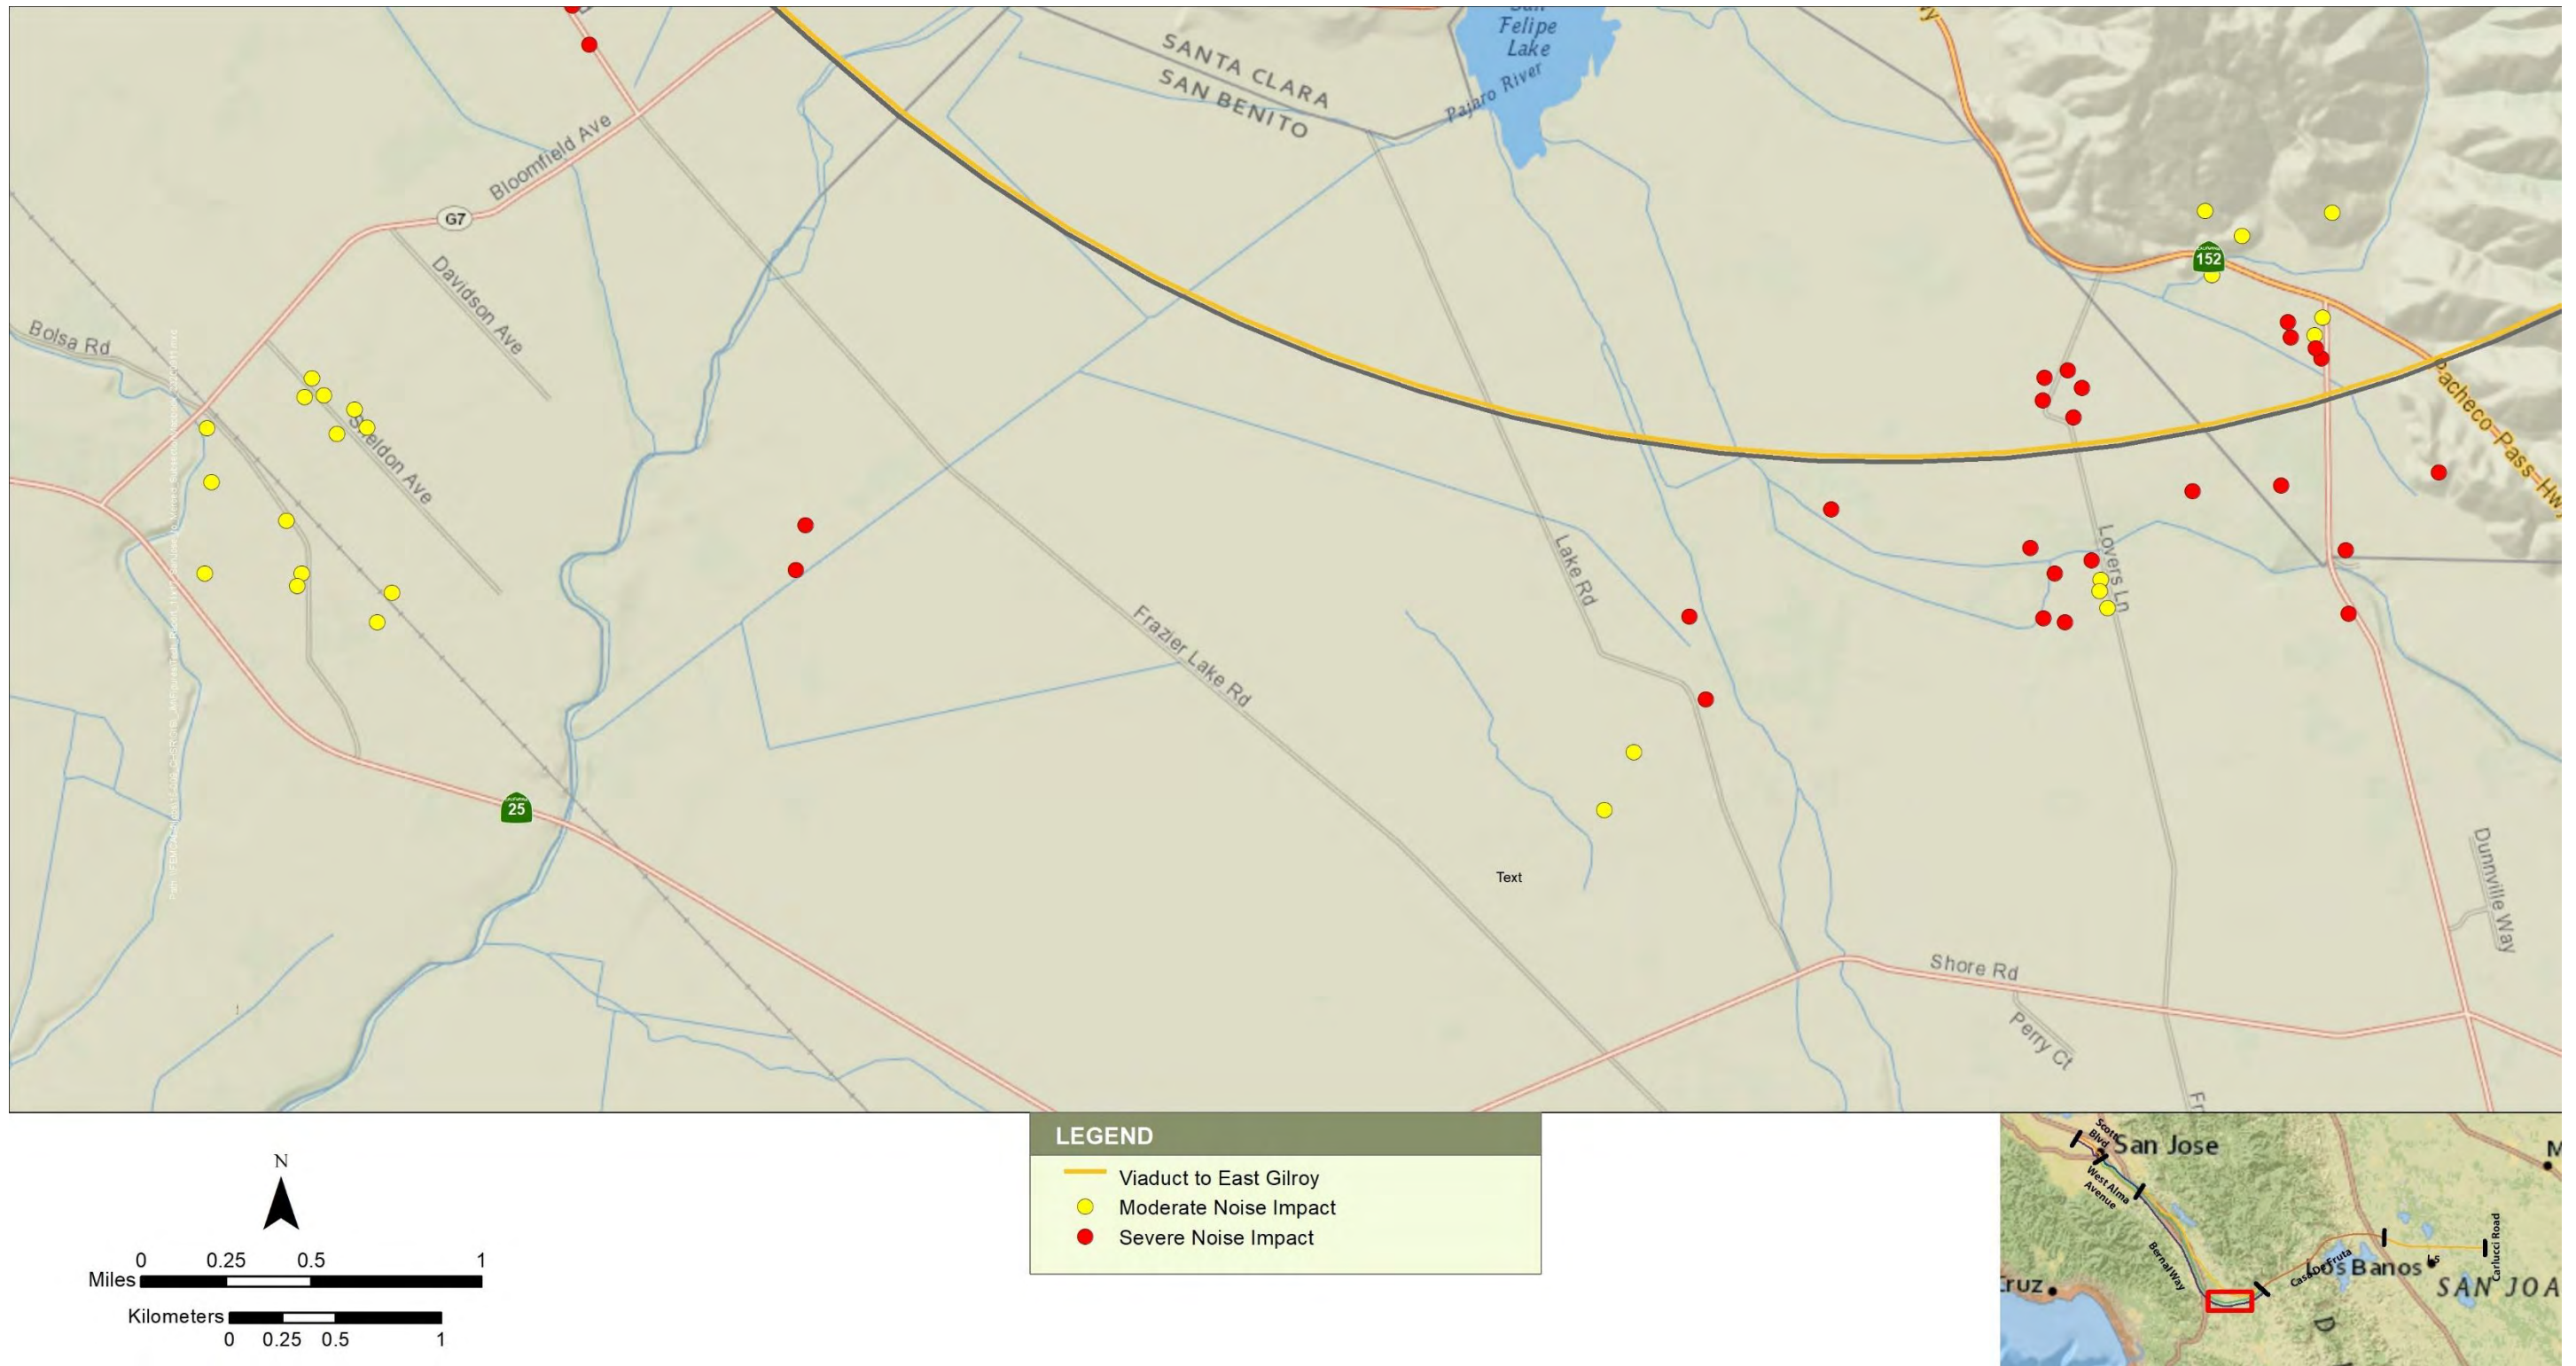 San
Felipe
Lake
Pajaro River
SANTA CLARA
SAN BENITO
Bloomfield Ave
G7
Davidson Ave
Bolsa Rd
Sheldon Ave
152
Pacheco Pass Hwy
Lovers Ln
Lake Rd
Frazier Lake Rd
25
Text
Shore Rd
Perry Ct
Dunnville Way
Fr
LEGEND
Viaduct to East Gilroy
Moderate Noise Impact
Severe Noise Impact
N
0 0.25 0.5 1
Miles
Kilometers
0 0.25 0.5 1
Scott
Blvd
San Jose
West Alma
Avenue
Bernal Way
Casa De Fruta
Los Banos
Carlucci Road
SAN JOA